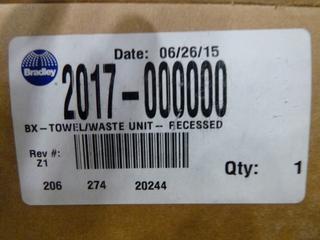 Date: 06/26/15
Bradley
2017-000000
BX-TOWEL/WASTE UNIT-- RECESSED
Rev #:
Z1
Qty: 1
206 274 20244